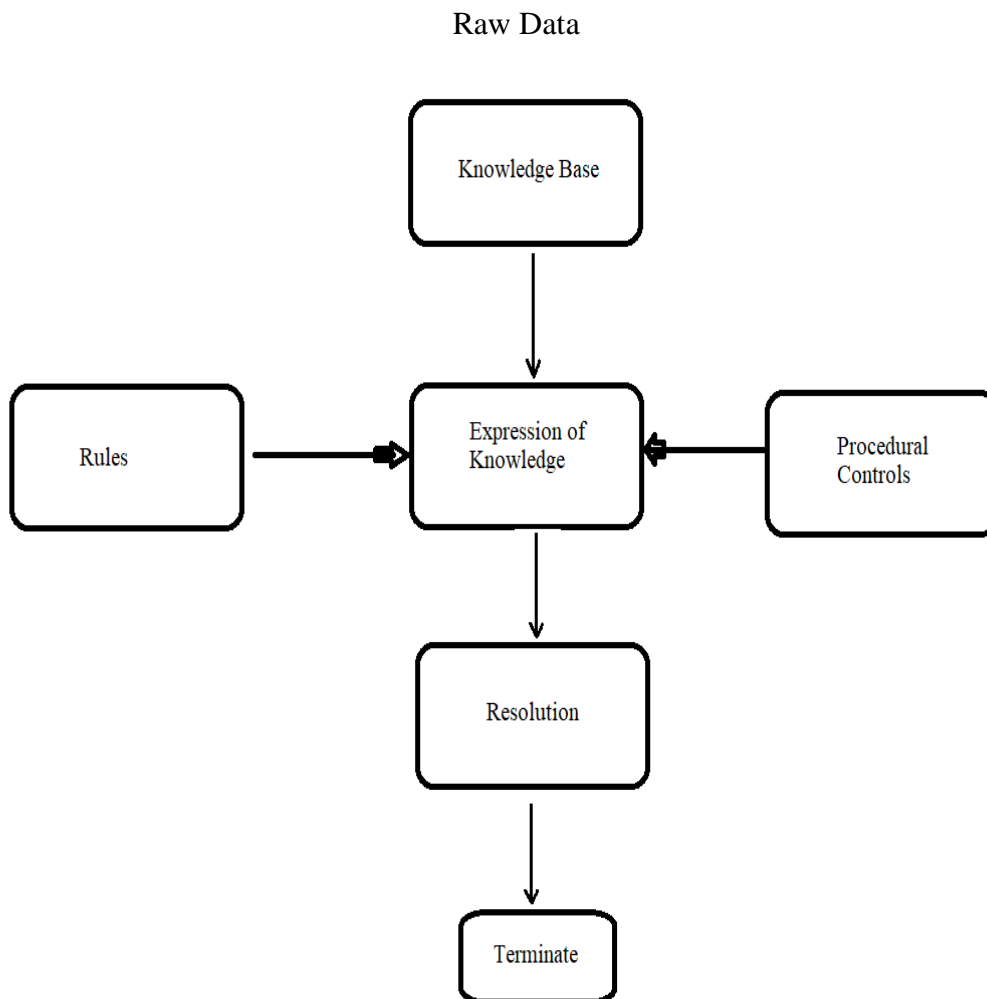 Raw Data
Knowledge Base
Rules
Expression of
Knowledge
Procedural
Controls
Resolution
Terminate